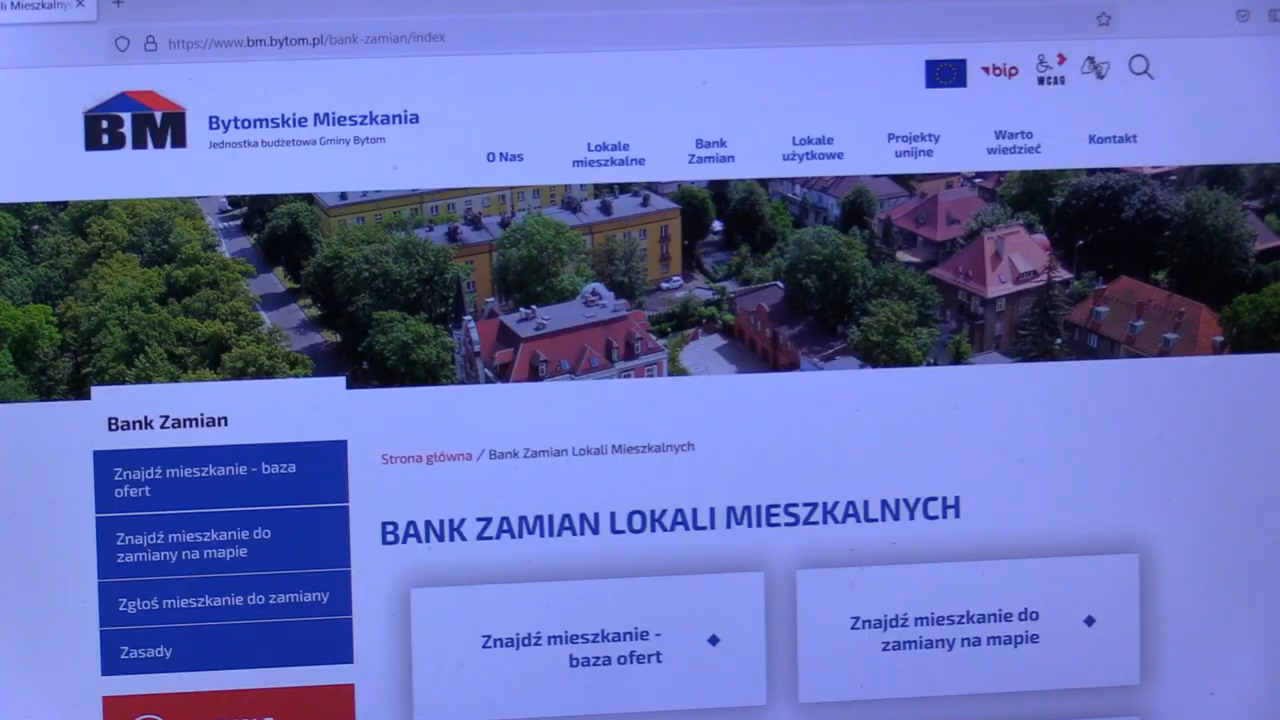 li Mieszkalny
https://www.bm.bytom.pl/bank-zamian/index
bip
WCAG
BM
Bytomskie Mieszkania
Jednostka budżetowa Gminy Bytom
O Nas
Lokale
mieszkalne
Bank
Zamian
Lokale
użytkowe
Projekty
unijne
Warto
wiedzieć
Kontakt
Bank Zamian
Znajdź mieszkanie - baza
ofert
Znajdź mieszkanie do
zamiany na mapie
Zgłoś mieszkanie do zamiany
Zasady
Strona główna / Bank Zamian Lokali Mieszkalnych
BANK ZAMIAN LOKALI MIESZKALNYCH
Znajdź mieszkanie -
baza ofert
Znajdź mieszkanie do
zamiany na mapie